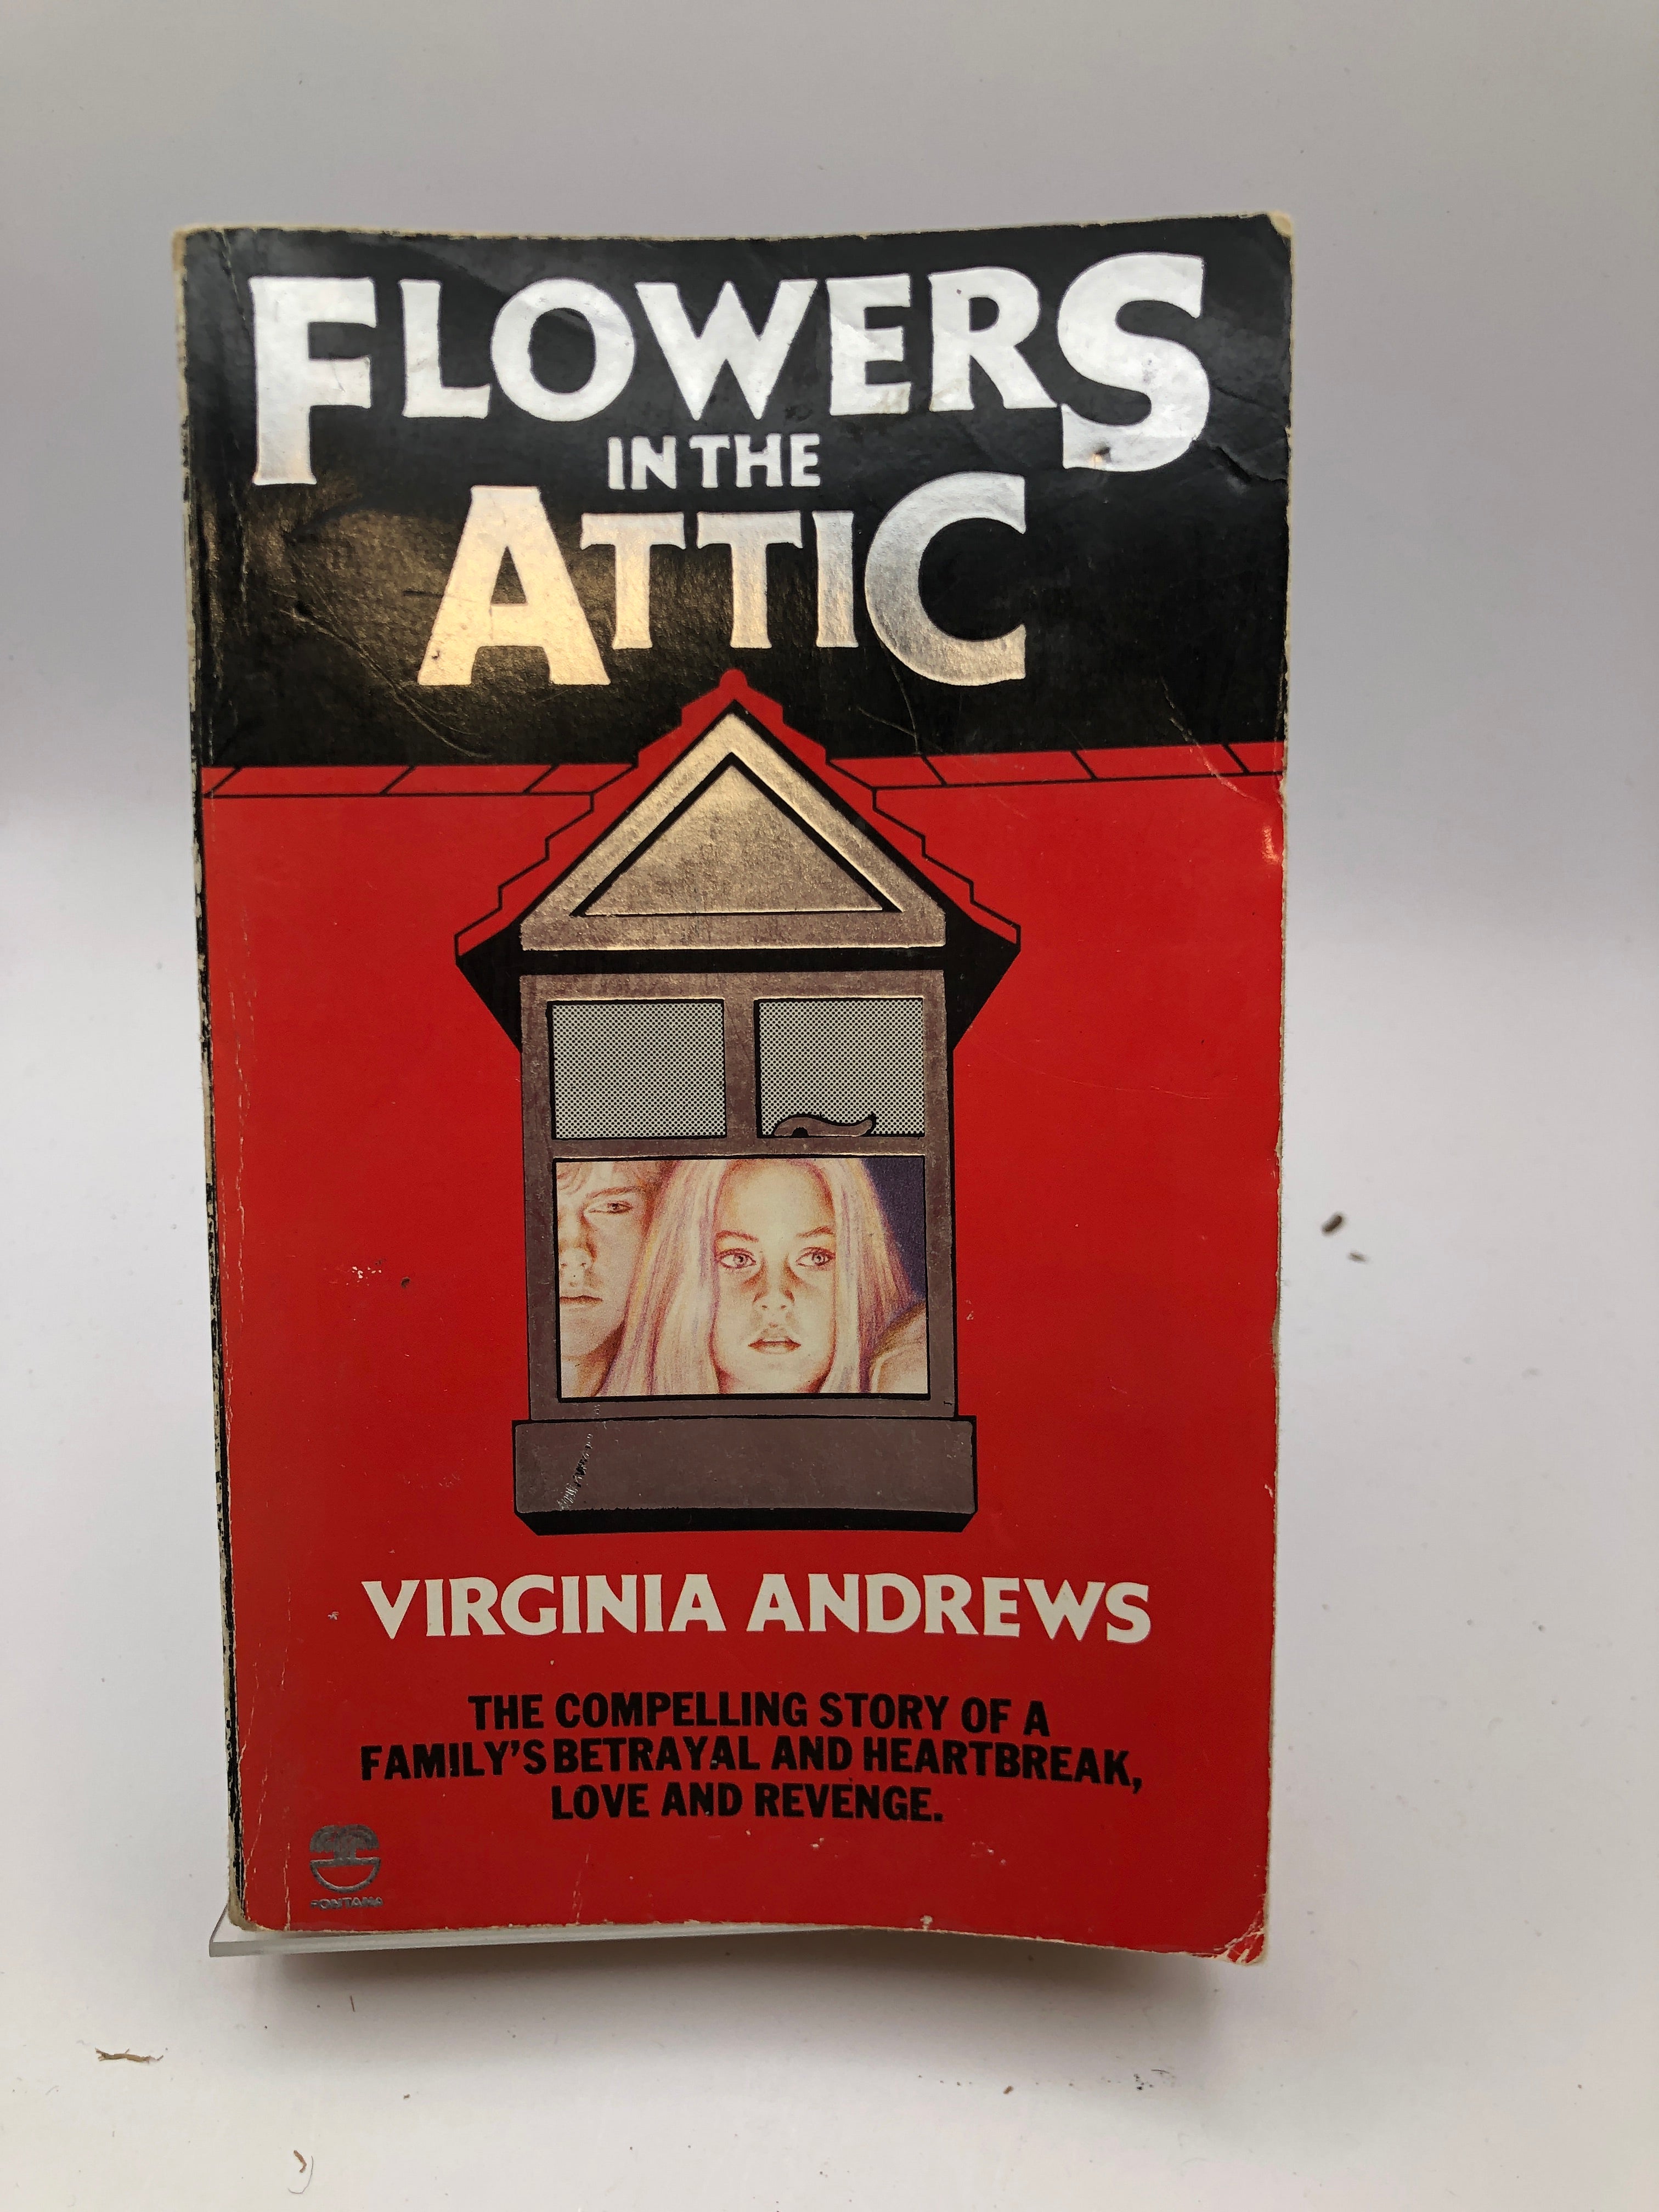 FLOWERS
IN THE
ATTIC
VIRGINIA ANDREWS
THE COMPELLING STORY OF A
FAMILY'S BETRAYAL AND HEARTBREAK,
LOVE AND REVENGE.
FONTANA